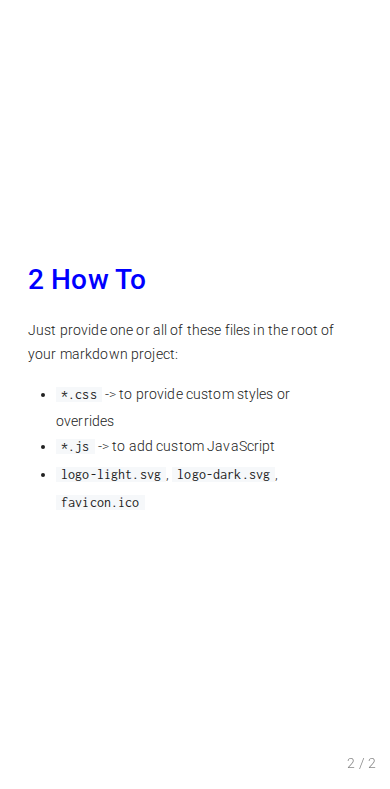 2 How To
Just provide one or all of these files in the root of
your markdown project:
• *.css -> to provide custom styles or
overrides
• *.js -> to add custom JavaScript
• logo-light.svg, logo-dark.svg,
favicon.ico
2 / 2